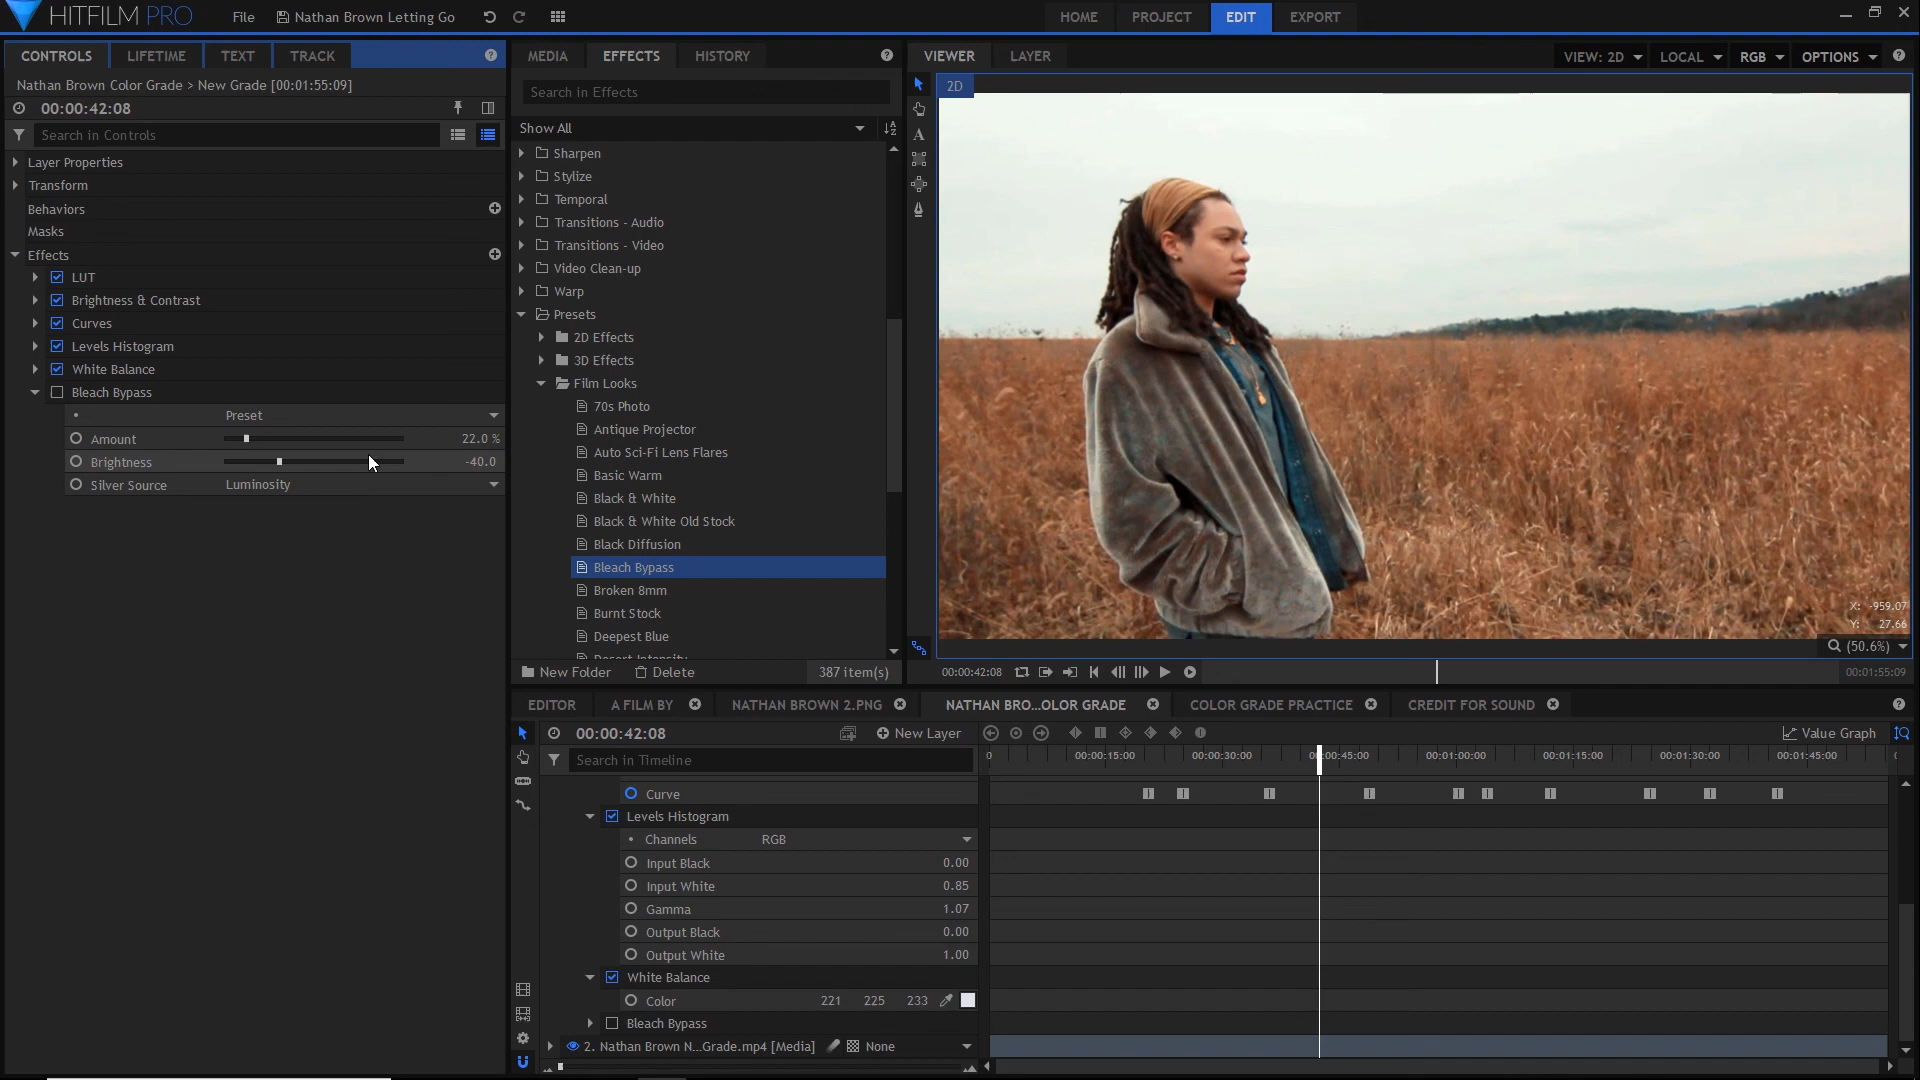 HITFILM PRO
File
Nathan Brown Letting Go
HOME
PROJECT
EDIT
EXPORT
CONTROLS
LIFETIME
TEXT
TRACK
Nathan Brown Color Grade > New Grade [00:01:55:09]
00:00:42:08
Search in Controls
Layer Properties
Transform
Behaviors
Masks
Effects
LUT
Brightness & Contrast
Curves
Levels Histogram
White Balance
Bleach Bypass
Preset
Amount 22.0 %
Brightness -40.0
Silver Source Luminosity
MEDIA
EFFECTS
HISTORY
Search in Effects
Show All
Sharpen
Stylize
Temporal
Transitions - Audio
Transitions - Video
Video Clean-up
Warp
Presets
2D Effects
3D Effects
Film Looks
70s Photo
Antique Projector
Auto Sci-Fi Lens Flares
Basic Warm
Black & White
Black & White Old Stock
Black Diffusion
Bleach Bypass
Broken 8mm
Burnt Stock
Deepest Blue
Desert Intensity
New Folder
Delete
387 item(s)
VIEWER
LAYER
VIEW: 2D
LOCAL
RGB
OPTIONS
2D
X: -959.07
Y: 27.66
(50.6%)
00:00:42:08
00:01:55:09
EDITOR
A FILM BY
NATHAN BROWN 2.PNG
NATHAN BRO...OLOR GRADE
COLOR GRADE PRACTICE
CREDIT FOR SOUND
00:00:42:08
New Layer
Value Graph
Search in Timeline
0 00:00:15:00 00:00:30:00 00:00:45:00 00:01:00:00 00:01:15:00 00:01:30:00 00:01:45:00
Curve
Levels Histogram
Channels RGB
Input Black 0.00
Input White 0.85
Gamma 1.07
Output Black 0.00
Output White 1.00
White Balance
Color 221 225 233
Bleach Bypass
2. Nathan Brown N...Grade.mp4 [Media] None